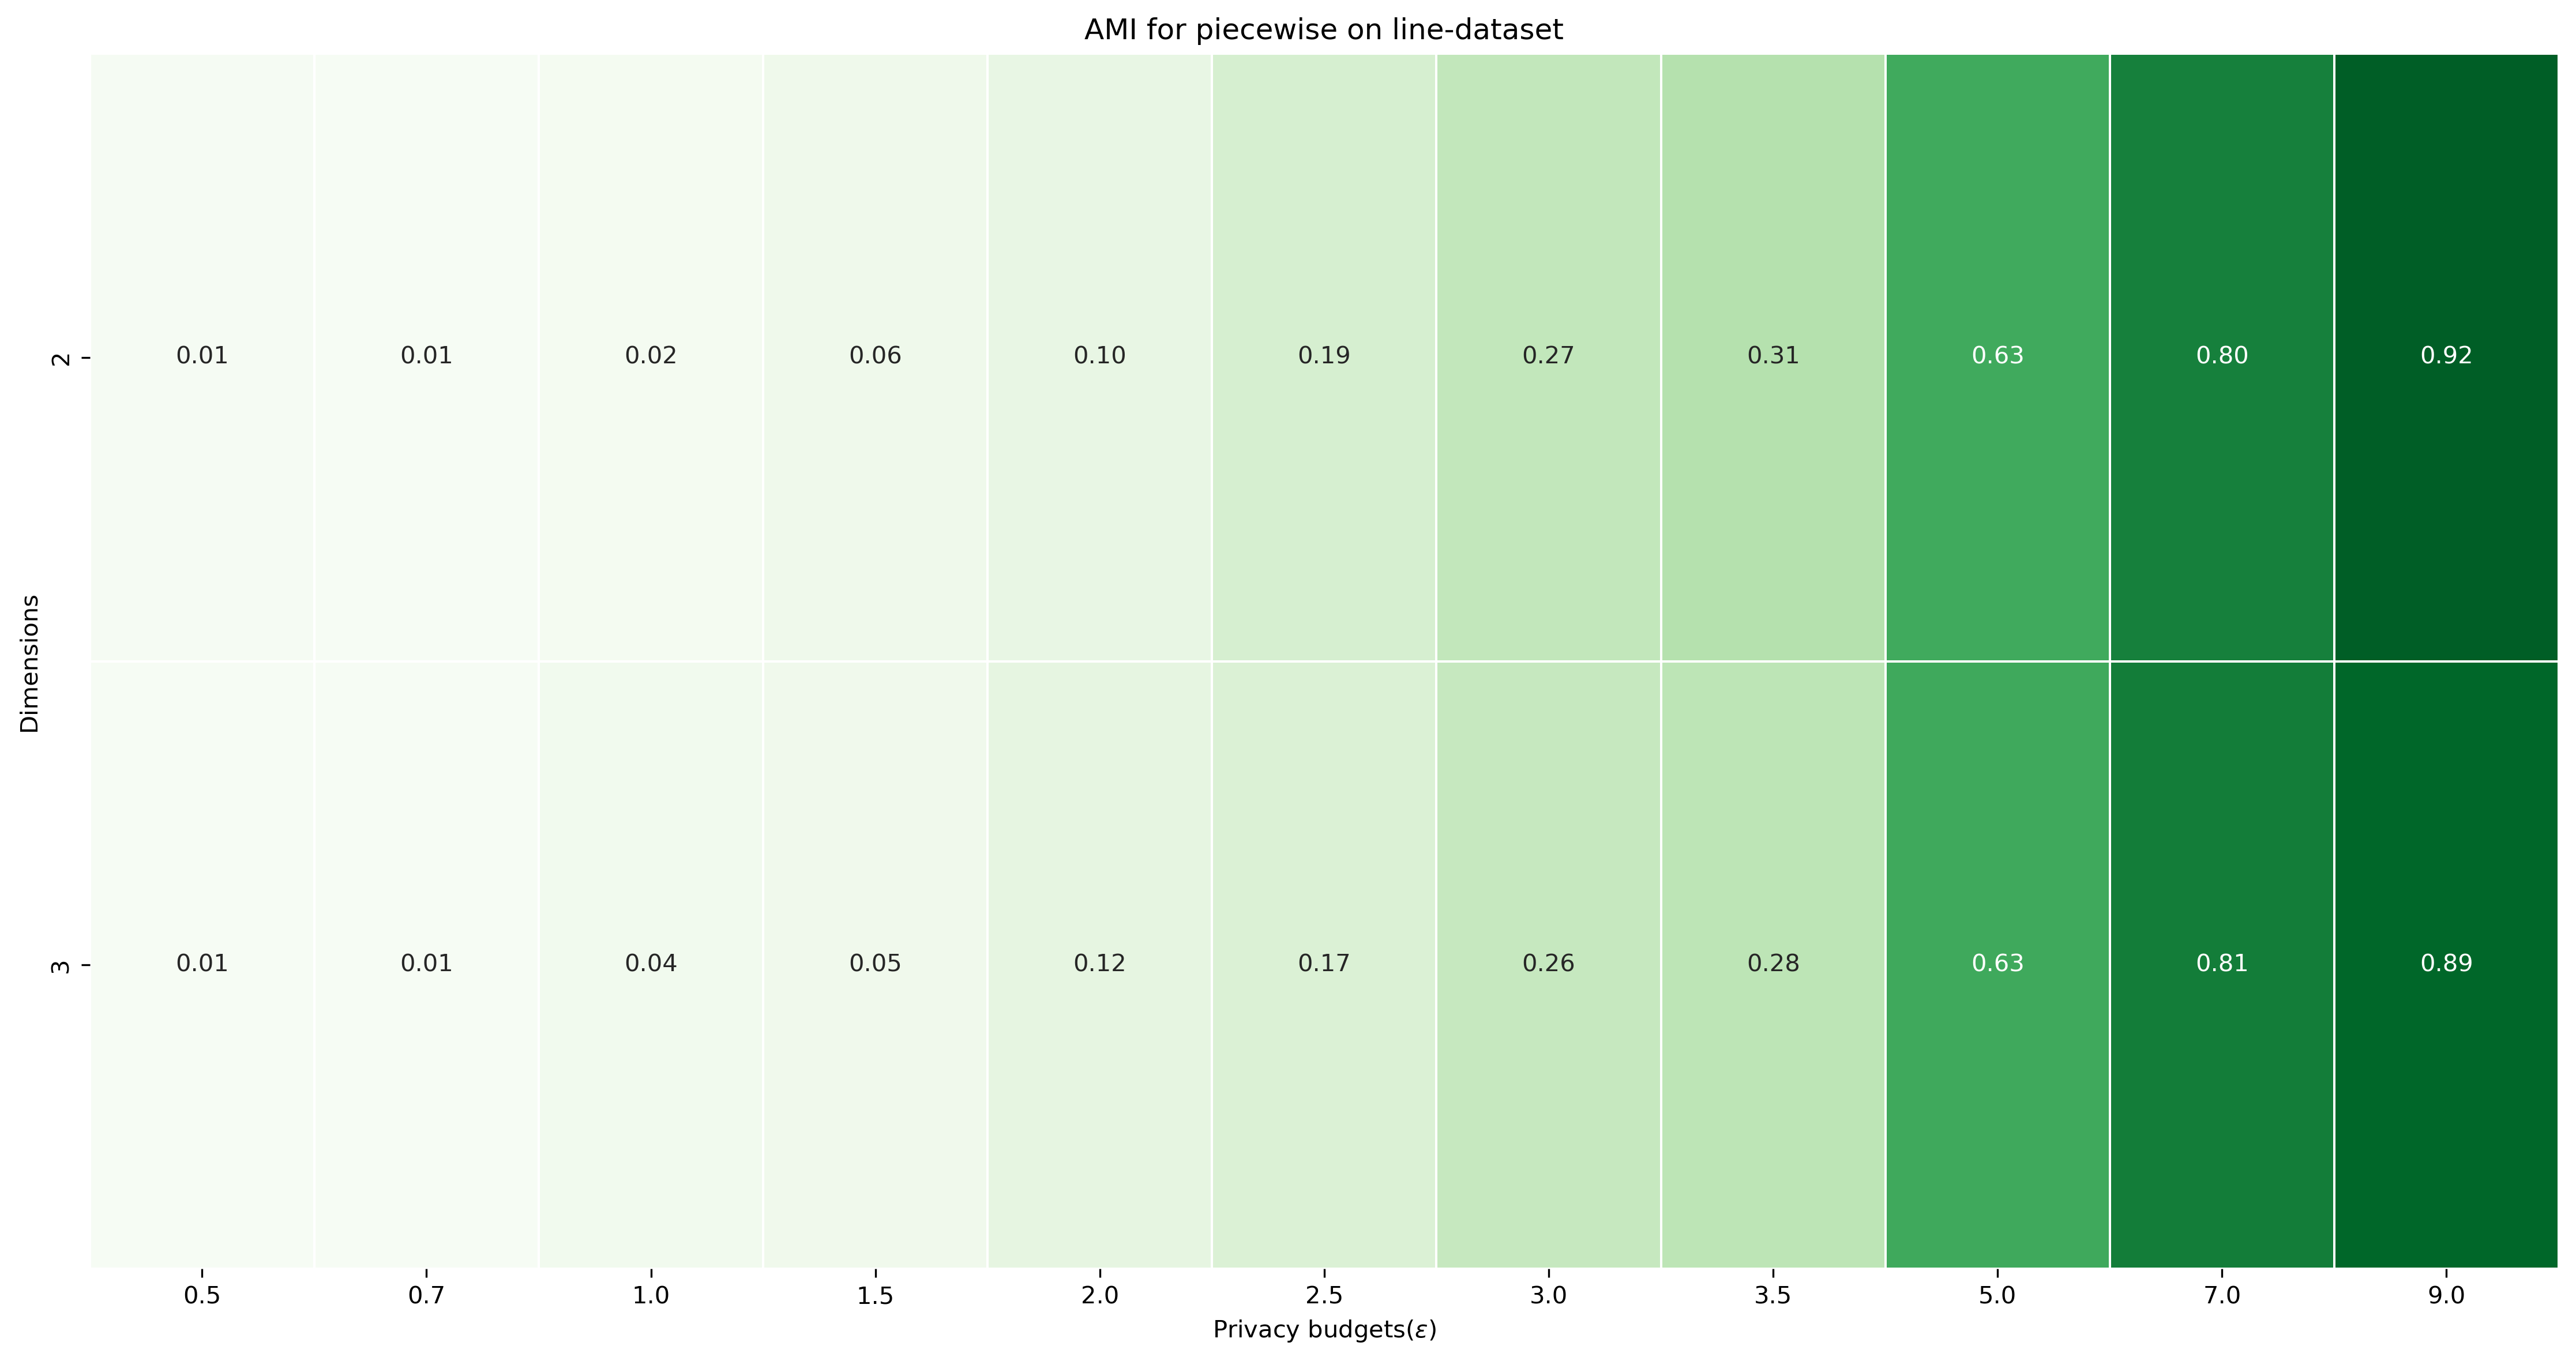 AMI for piecewise on line-dataset
Dimensions
2
0.01 0.01 0.02 0.06 0.10 0.19 0.27 0.31 0.63 0.80 0.92
3
0.01 0.01 0.04 0.05 0.12 0.17 0.26 0.28 0.63 0.81 0.89
0.5 0.7 1.0 1.5 2.0 2.5 3.0 3.5 5.0 7.0 9.0
Privacy budgets(ε)